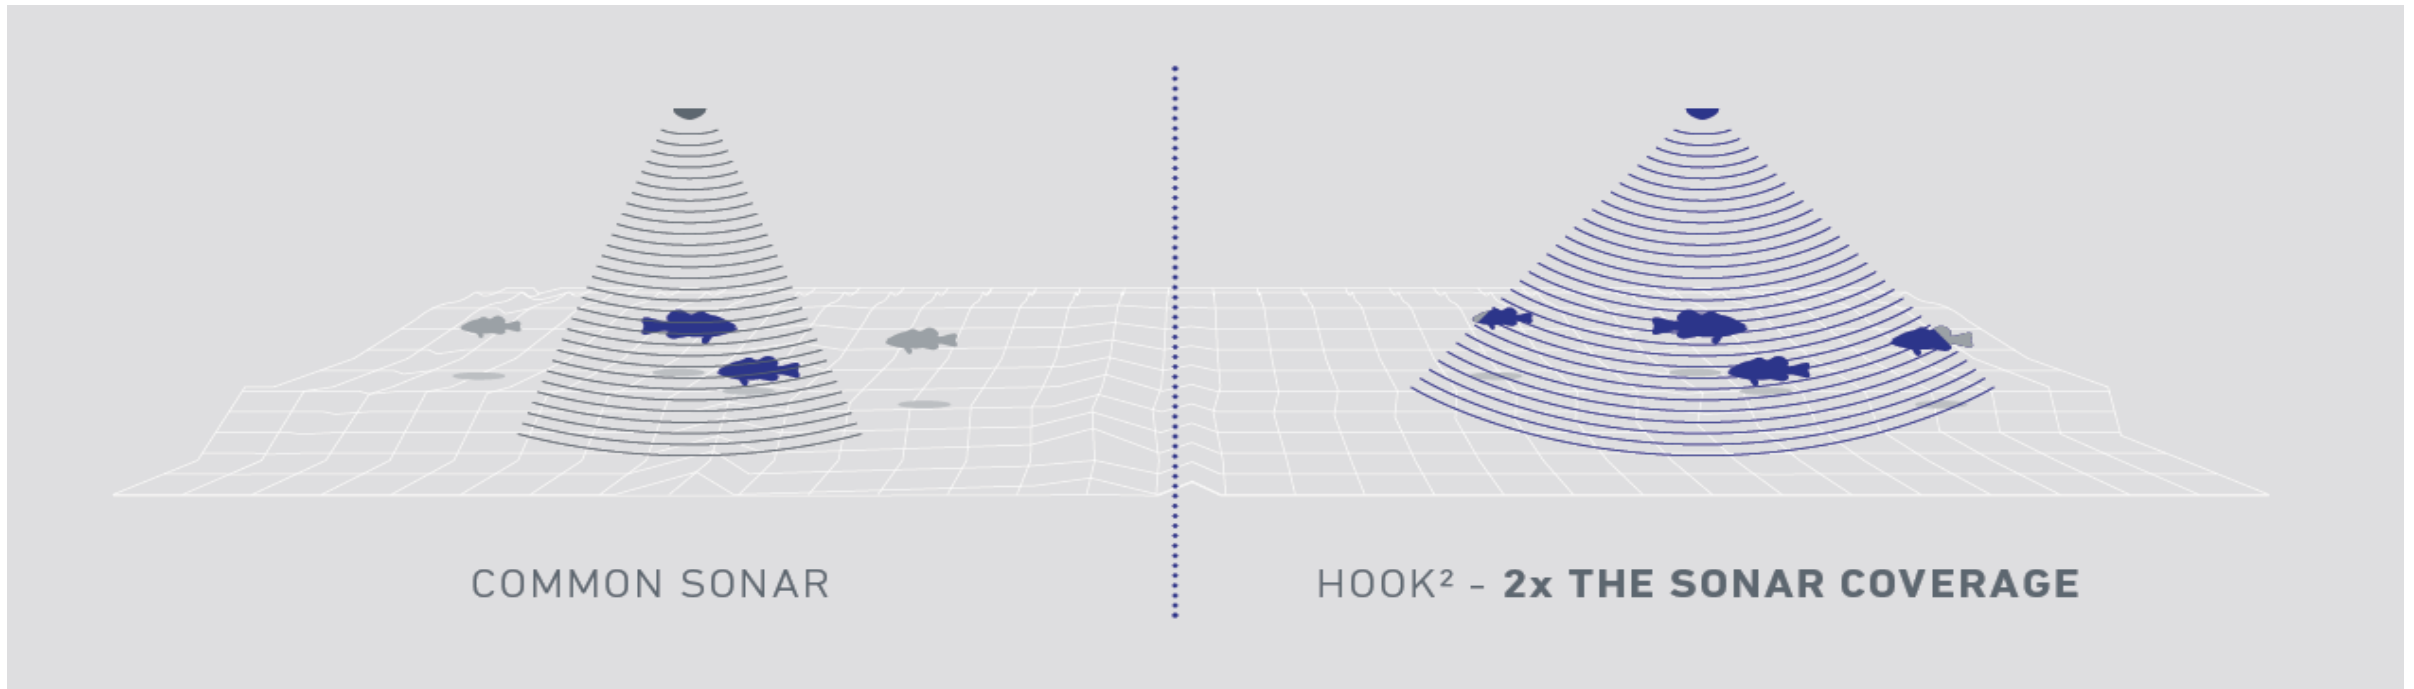 COMMON SONAR
HOOK² - 2x THE SONAR COVERAGE